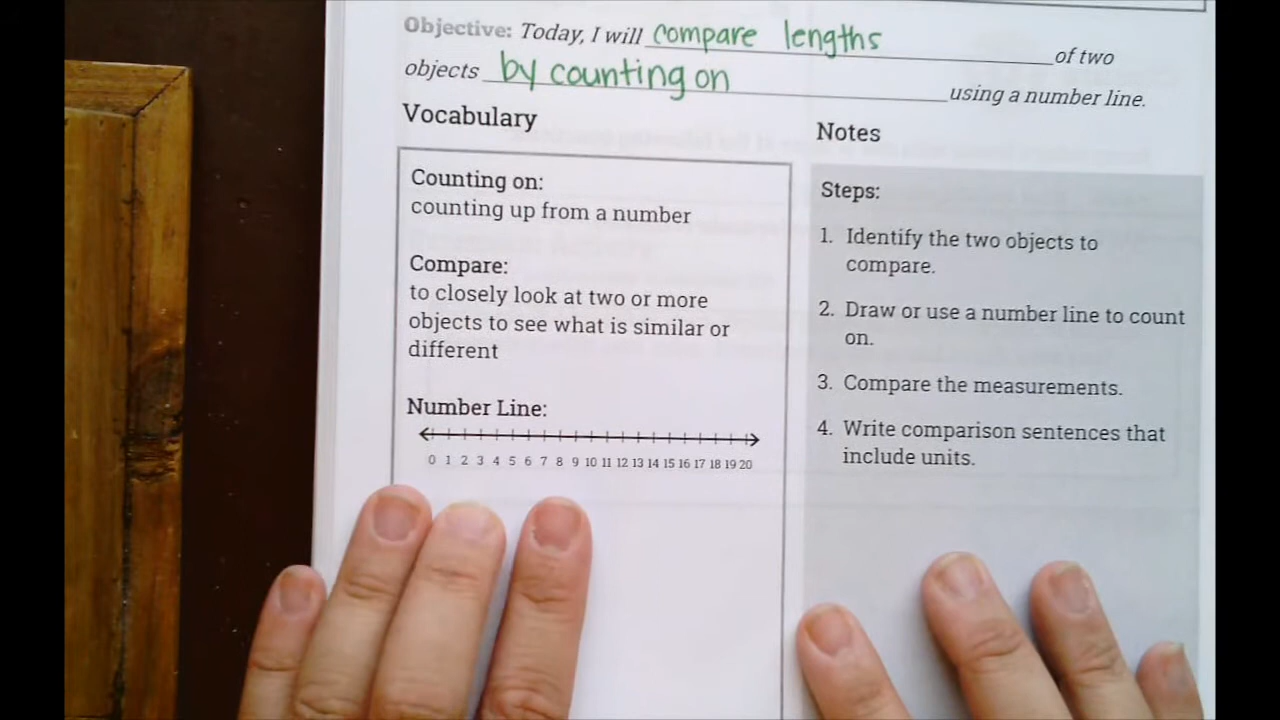 Objective: Today, I will compare lengths of two
objects by counting on using a number line.
Vocabulary
Counting on:
counting up from a number
Compare:
to closely look at two or more
objects to see what is similar or
different
Number Line:
0 1 2 3 4 5 6 7 8 9 10 11 12 13 14 15 16 17 18 19 20
Notes
Steps:
1. Identify the two objects to
compare.
2. Draw or use a number line to count
on.
3. Compare the measurements.
4. Write comparison sentences that
include units.